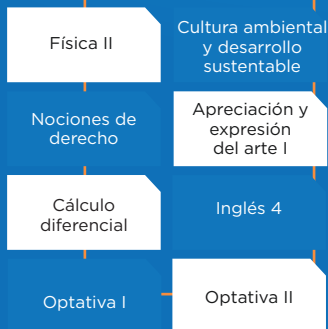 Física II
Cultura ambiental
y desarrollo
sustentable
Nociones de
derecho
Apreciación y
expresión
del arte I
Cálculo
diferencial
Inglés 4
Optativa I
Optativa II